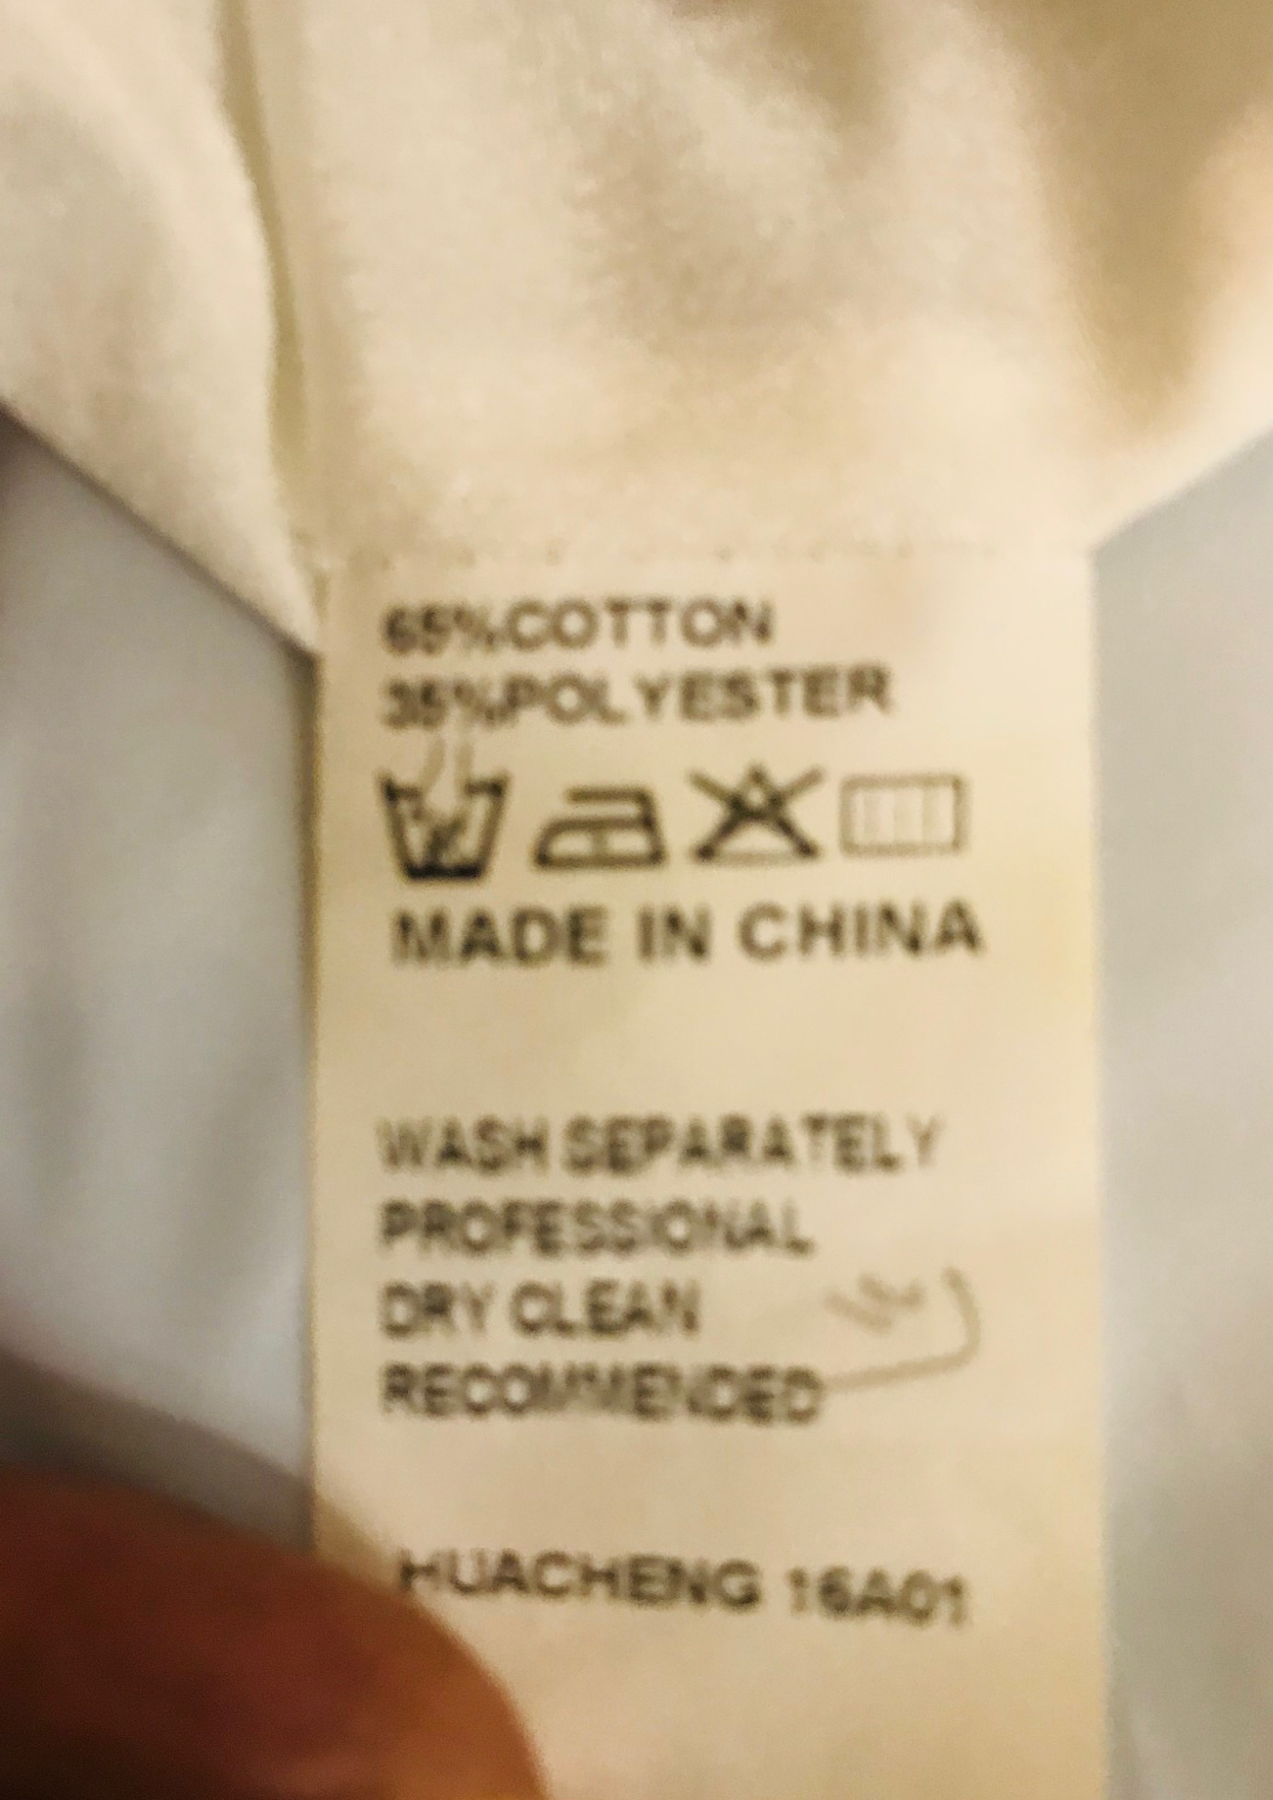 65%COTTON
35%POLYESTER
MADE IN CHINA
WASH SEPARATELY
PROFESSIONAL
DRY CLEAN
RECOMMENDED
HUACHENG 16A01